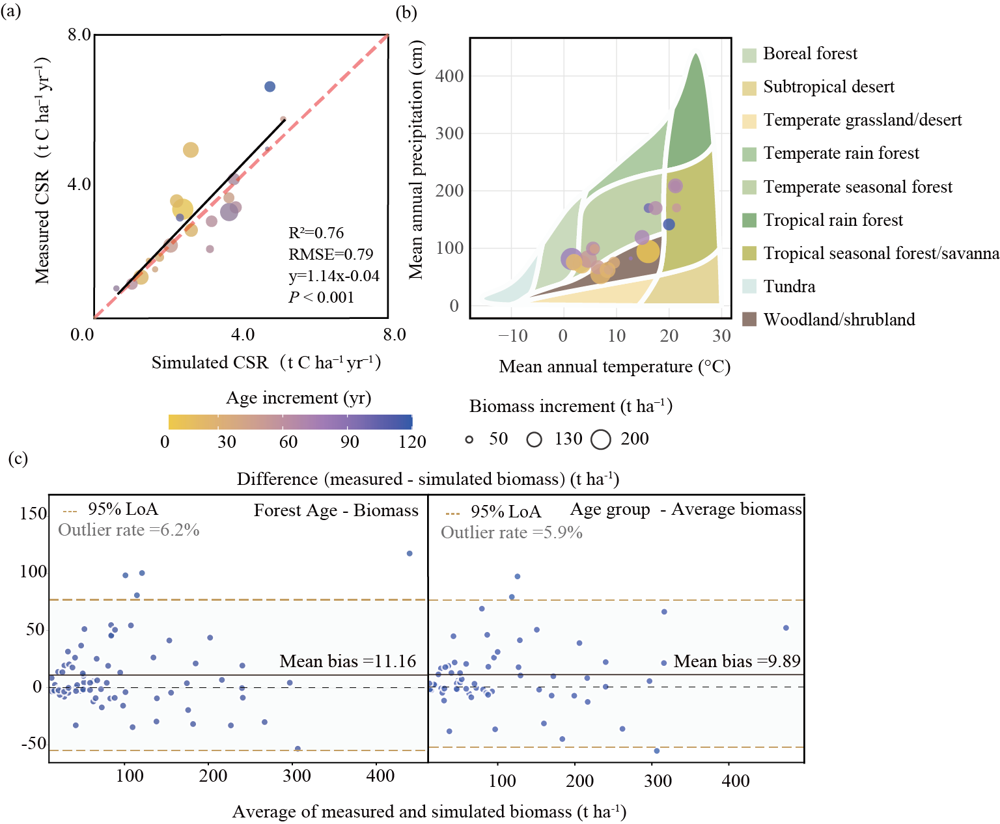 (a)
8.0
4.0
0.0
4.0
8.0
Measured CSR (t C ha⁻¹ yr⁻¹)
R²=0.76
RMSE=0.79
y=1.14x-0.04
P < 0.001
Simulated CSR (t C ha⁻¹ yr⁻¹)
(b)
Mean annual precipitation (cm)
400
300
200
100
0
−10
0
10
20
30
Mean annual temperature (°C)
Boreal forest
Subtropical desert
Temperate grassland/desert
Temperate rain forest
Temperate seasonal forest
Tropical rain forest
Tropical seasonal forest/savanna
Tundra
Woodland/shrubland
Age increment (yr)
0
30
60
90
120
Biomass increment (t ha⁻¹)
50
130
200
(c)
Difference (measured - simulated biomass) (t ha⁻¹)
150
100
50
0
-50
95% LoA
Forest Age - Biomass
Outlier rate =6.2%
Mean bias =11.16
100
200
300
400
95% LoA
Age group - Average biomass
Outlier rate =5.9%
Mean bias =9.89
100
200
300
400
Average of measured and simulated biomass (t ha⁻¹)